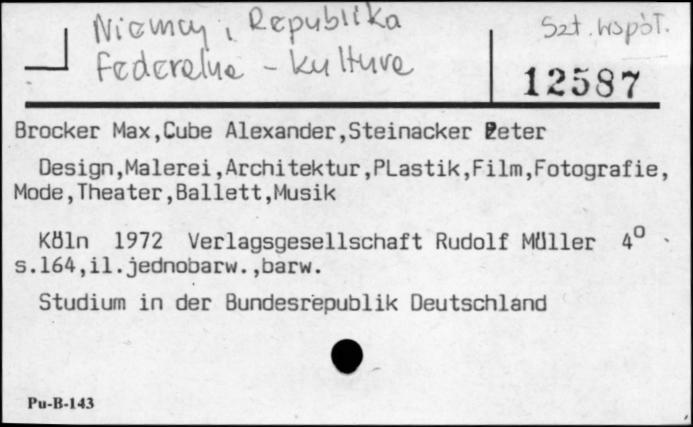 Niemcy, Republika
Federalna - kultura
Szt. współ.
12587
Brocker Max,Cube Alexander,Steinacker Peter
Design,Malerei,Architektur,PLastik,Film,Fotografie,
Mode,Theater,Ballett,Musik
Köln 1972 Verlagsgesellschaft Rudolf Müller 4°
s.164,il.jednobarw.,barw.
Studium in der Bundesrepublik Deutschland
Pu-B-143